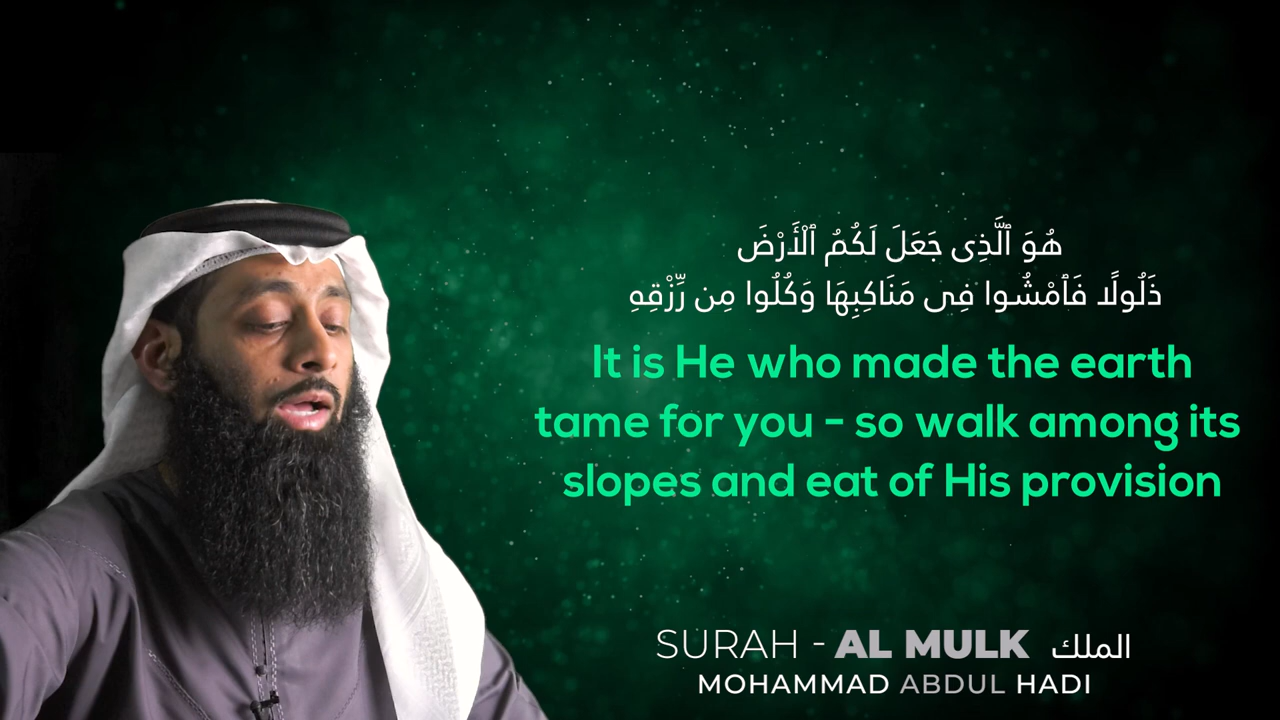 هُوَ ٱلَّذِى جَعَلَ لَكُمُ ٱلْأَرْضَ
ذَلُولًا فَٱمْشُوا فِى مَنَاكِبِهَا وَكُلُوا مِن رِّزْقِهِ
It is He who made the earth
tame for you - so walk among its
slopes and eat of His provision
SURAH - AL MULK الملك
MOHAMMAD ABDUL HADI